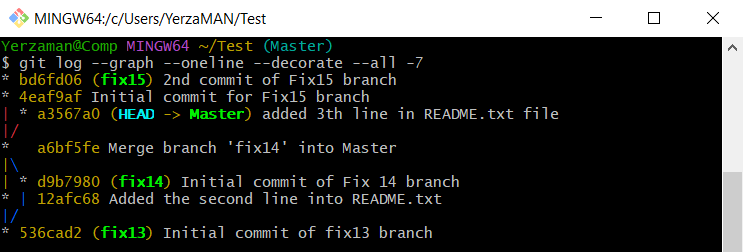 MINGW64:/c/Users/YerzaMAN/Test
Yerzaman@Comp MINGW64 ~/Test (Master)
$ git log --graph --oneline --decorate --all -7
* bd6fd06 (fix15) 2nd commit of Fix15 branch
* 4eaf9af Initial commit for Fix15 branch
| * a3567a0 (HEAD -> Master) added 3th line in README.txt file
|/
*   a6bf5fe Merge branch 'fix14' into Master
|\
| * d9b7980 (fix14) Initial commit of Fix 14 branch
* | 12afc68 Added the second line into README.txt
|/
* 536cad2 (fix13) Initial commit of fix13 branch